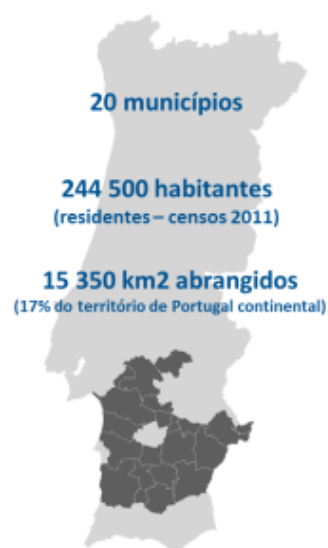 20 municípios
244 500 habitantes
(residentes – censos 2011)
15 350 km2 abrangidos
(17% do território de Portugal continental)